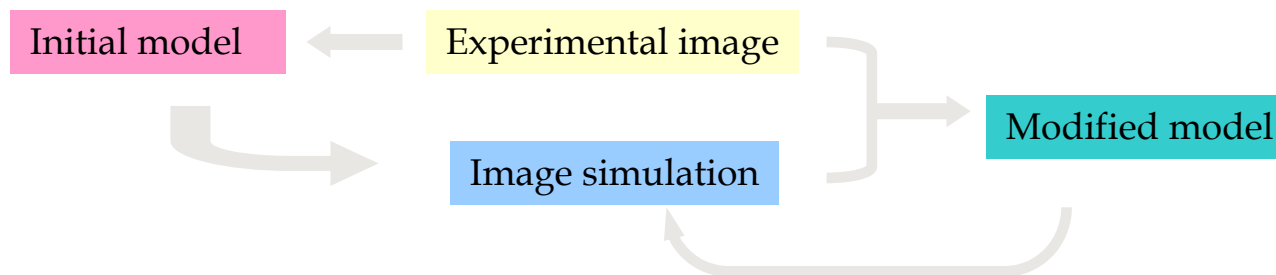 Initial model
Experimental image
Modified model
Image simulation